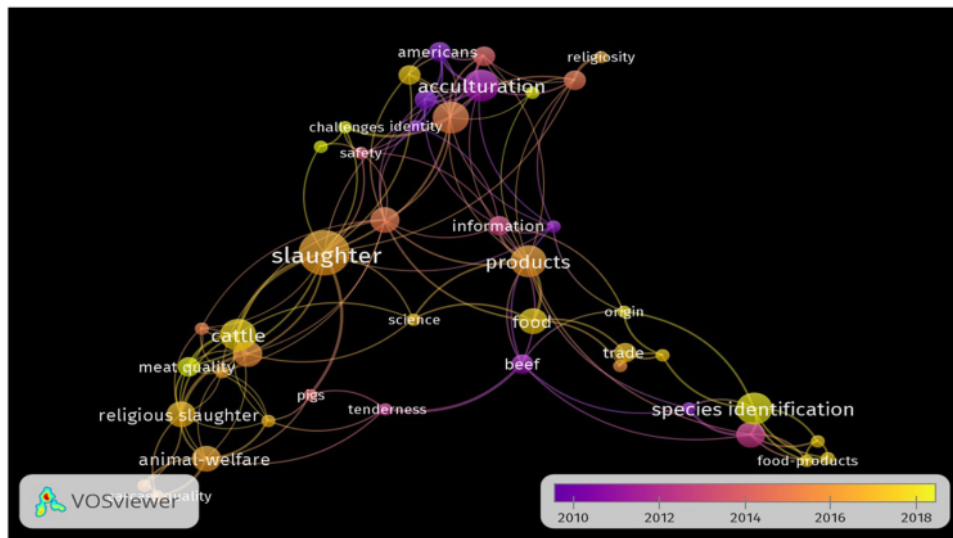 americans
religiosity
acculturation
challenges identity
safety
information
slaughter
products
origin
science
food
cattle
trade
meat quality
beef
pigs
religious slaughter
tenderness
species identification
animal-welfare
food-products
quality
VOSviewer
2010 2012 2014 2016 2018